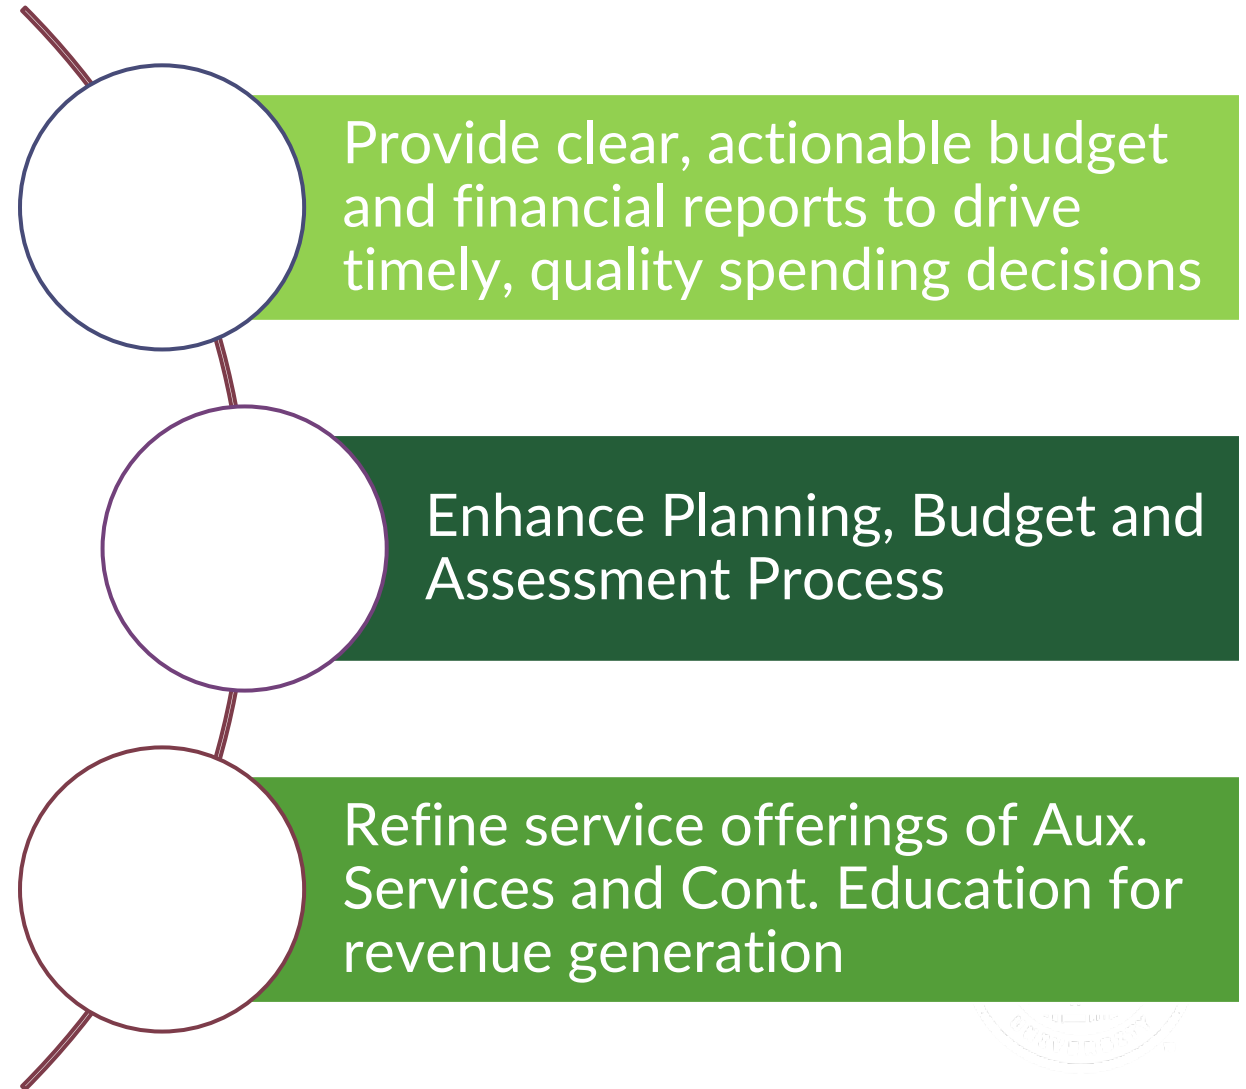 Provide clear, actionable budget
and financial reports to drive
timely, quality spending decisions
Enhance Planning, Budget and
Assessment Process
Refine service offerings of Aux.
Services and Cont. Education for
revenue generation